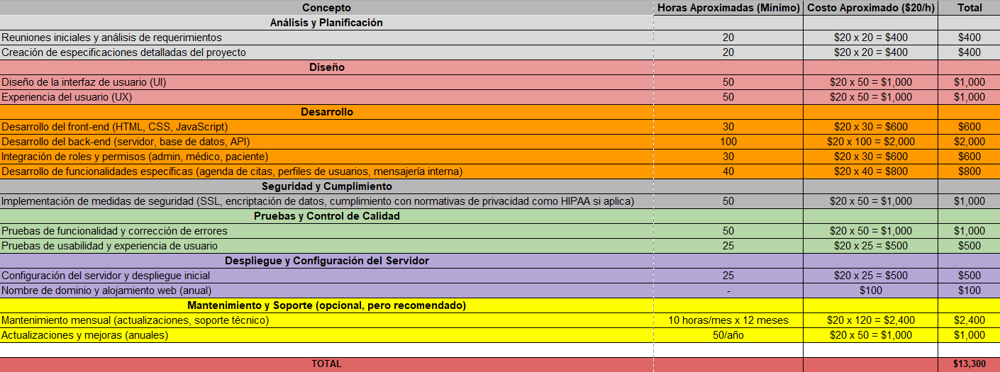 Concepto Horas Aproximadas (Mínimo) Costo Aproximado ($20/h) Total
Análisis y Planificación
Reuniones iniciales y análisis de requerimientos 20 $20 x 20 = $400 $400
Creación de especificaciones detalladas del proyecto 20 $20 x 20 = $400 $400
Diseño
Diseño de la interfaz de usuario (UI) 50 $20 x 50 = $1,000 $1,000
Experiencia del usuario (UX) 50 $20 x 50 = $1,000 $1,000
Desarrollo
Desarrollo del front-end (HTML, CSS, JavaScript) 30 $20 x 30 = $600 $600
Desarrollo del back-end (servidor, base de datos, API) 100 $20 x 100 = $2,000 $2,000
Integración de roles y permisos (admin, médico, paciente) 30 $20 x 30 = $600 $600
Desarrollo de funcionalidades específicas (agenda de citas, perfiles de usuarios, mensajería interna) 40 $20 x 40 = $800 $800
Seguridad y Cumplimiento
Implementación de medidas de seguridad (SSL, encriptación de datos, cumplimiento con normativas de privacidad como HIPAA si aplica) 50 $20 x 50 = $1,000 $1,000
Pruebas y Control de Calidad
Pruebas de funcionalidad y corrección de errores 50 $20 x 50 = $1,000 $1,000
Pruebas de usabilidad y experiencia de usuario 25 $20 x 25 = $500 $500
Despliegue y Configuración del Servidor
Configuración del servidor y despliegue inicial 25 $20 x 25 = $500 $500
Nombre de dominio y alojamiento web (anual) - $100 $100
Mantenimiento y Soporte (opcional, pero recomendado)
Mantenimiento mensual (actualizaciones, soporte técnico) 10 horas/mes x 12 meses $20 x 120 = $2,400 $2,400
Actualizaciones y mejoras (anuales) 50/año $20 x 50 = $1,000 $1,000
TOTAL $13,300